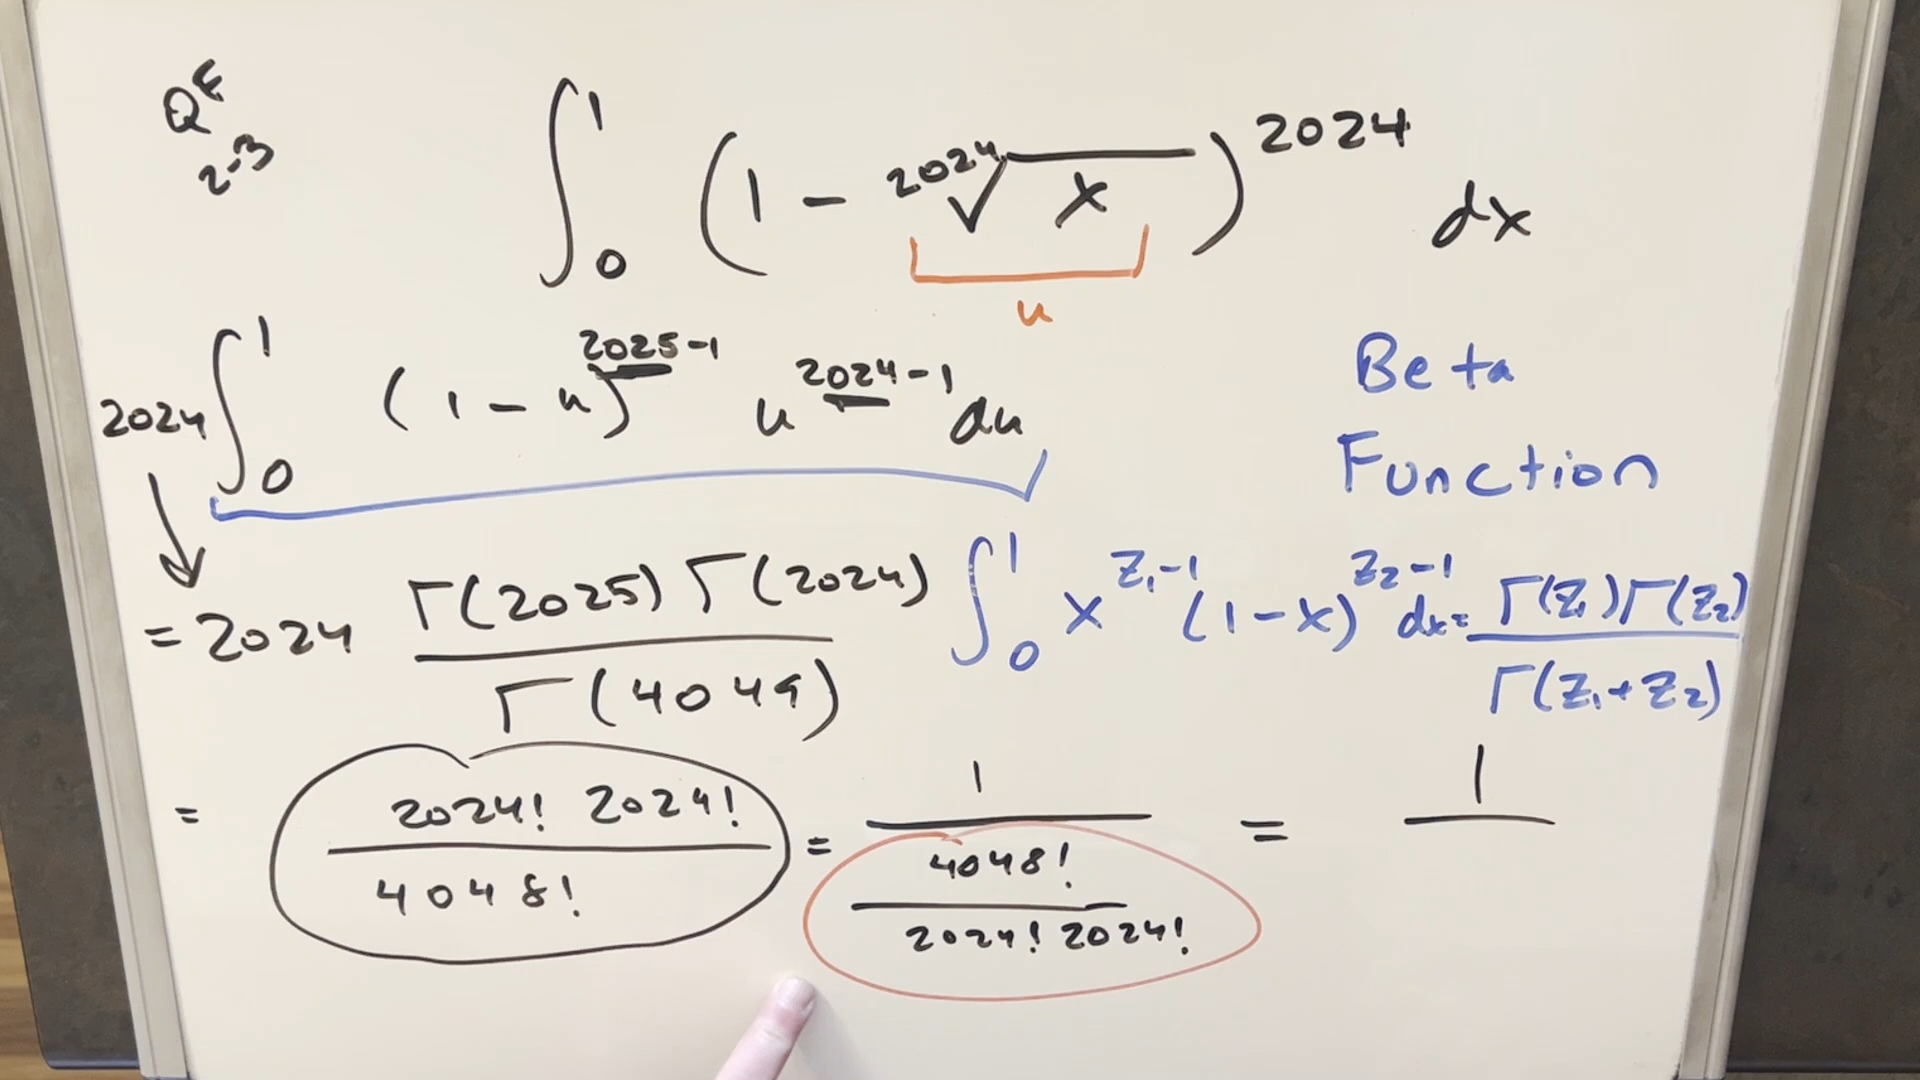 QF
2-3
∫₀¹ (1 - ²⁰²⁴√x)²⁰²⁴ dx
u
2024 ∫₀¹ (1 - u)²⁰²⁵⁻¹ u²⁰²⁴⁻¹ du
Beta
Function
= 2024 Γ(2025) Γ(2024) / Γ(4049)
∫₀¹ x^(z₁-1) (1-x)^(z₂-1) dx = Γ(z₁)Γ(z₂) / Γ(z₁+z₂)
= 2024! 2024! / 4048! = 1 / (4048! / 2024! 2024!) = 1 /